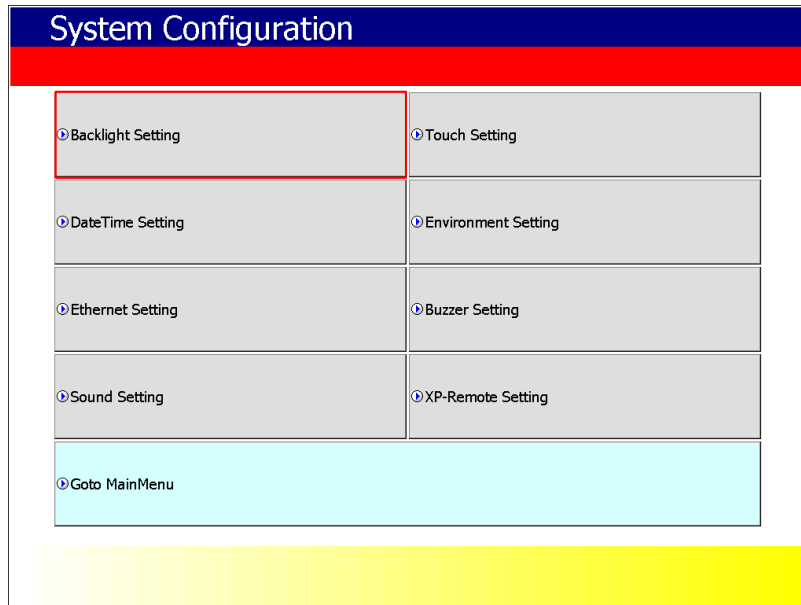 System Configuration
Backlight Setting
Touch Setting
DateTime Setting
Environment Setting
Ethernet Setting
Buzzer Setting
Sound Setting
XP-Remote Setting
Goto MainMenu